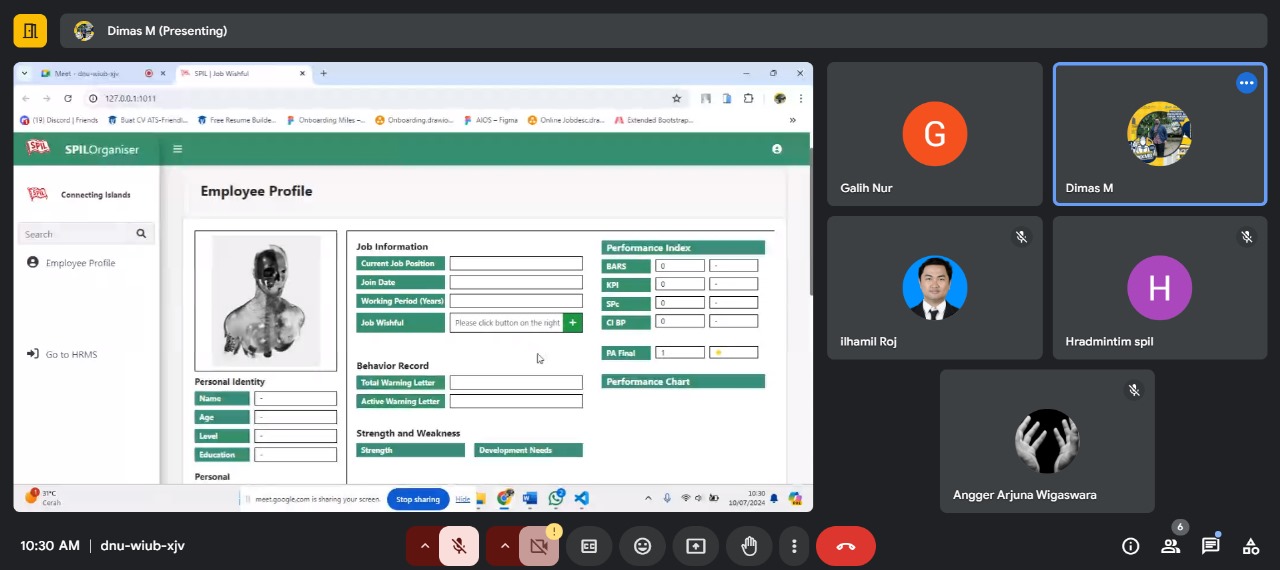 Dimas M (Presenting)
Meet - dnu-wiub-xjv
SPIL | Job Wishful
127.0.0.1:1011
(19) Discord | Friends
Buat CV ATS-Friendl...
Free Resume Builde...
Onboarding Miles –...
Onboarding.drawio...
AIOS – Figma
Online Jobdesc.dra...
Extended Bootstrap...
SPIL
SPILOrganiser
SPIL
Connecting Islands
Search
Employee Profile
Go to HRMS
Employee Profile
Personal Identity
Name -
Age -
Level -
Education -
Personal
Job Information
Current Job Position
Join Date
Working Period (Years)
Job Wishful Please click button on the right +
Behavior Record
Total Warning Letter
Active Warning Letter
Strength and Weakness
Strength Development Needs
Performance Index
BARS 0 -
KPI 0 -
SPc 0 -
CI BP 0 -
PA Final 1
Performance Chart
31°C
Cerah
meet.google.com is sharing your screen.
Stop sharing
Hide
10:30
10/07/2024
G
Galih Nur
Dimas M
ilhamil Roj
H
Hradmintim spil
Angger Arjuna Wigaswara
10:30 AM | dnu-wiub-xjv
6